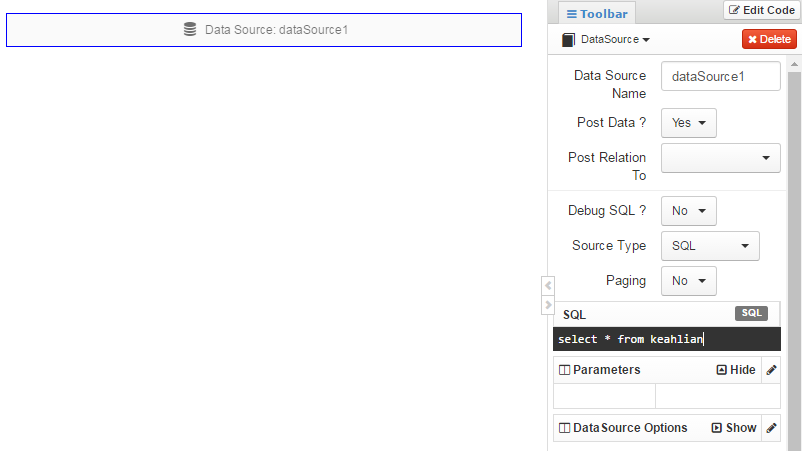 Data Source: dataSource1
Toolbar
Edit Code
DataSource
Delete
Data Source
Name
dataSource1
Post Data ?
Yes
Post Relation
To
Debug SQL ?
No
Source Type
SQL
Paging
No
SQL
SQL
select * from keahlian
Parameters
Hide
DataSource Options
Show